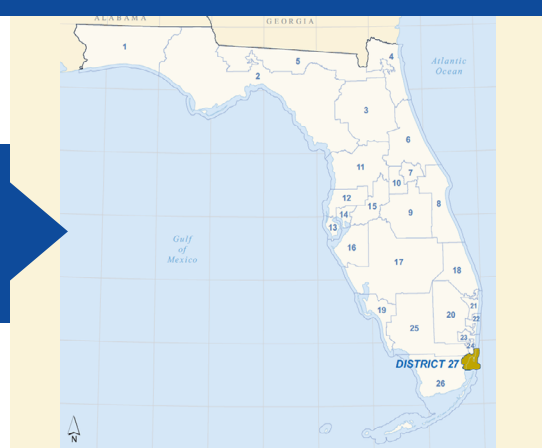 ALABAMA
GEORGIA
1
5
4
2
Atlantic
Ocean
3
6
11
7
10
12
15
8
14
9
13
Gulf
of
Mexico
16
17
18
19
21
20
22
25
23
24
DISTRICT 27
26
N